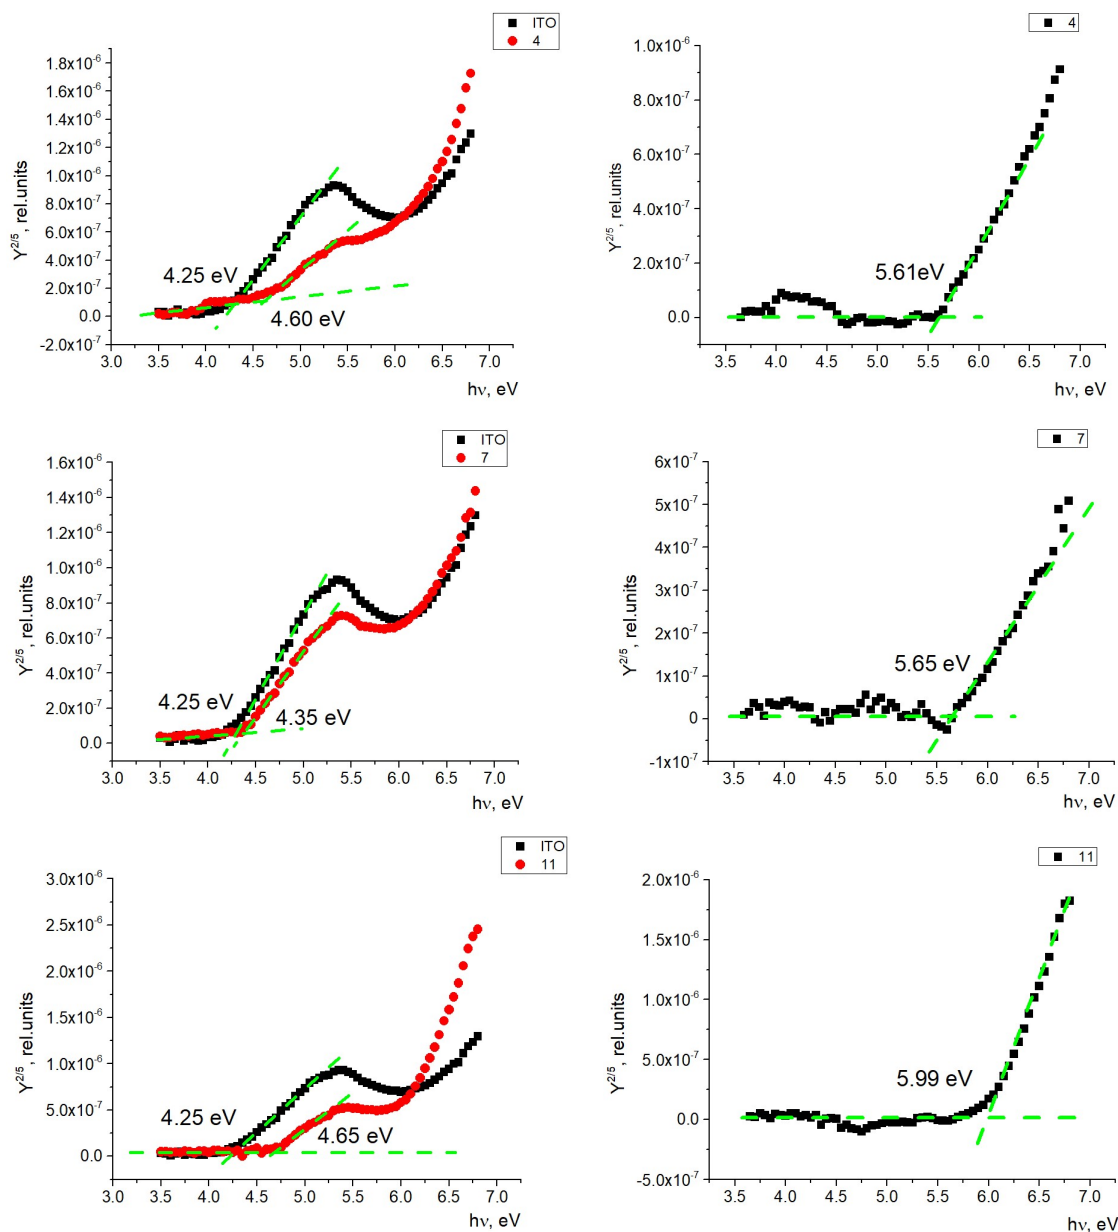 ITO
4
1.8x10⁻⁶
1.6x10⁻⁶
1.4x10⁻⁶
1.2x10⁻⁶
1.0x10⁻⁶
8.0x10⁻⁷
6.0x10⁻⁷
4.0x10⁻⁷
2.0x10⁻⁷
0.0
-2.0x10⁻⁷
Y²ᐟ⁵, rel.units
4.25 eV
4.60 eV
3.0 3.5 4.0 4.5 5.0 5.5 6.0 6.5 7.0
hν, eV
4
1.0x10⁻⁶
8.0x10⁻⁷
6.0x10⁻⁷
4.0x10⁻⁷
2.0x10⁻⁷
0.0
Y²ᐟ⁵, rel.units
5.61eV
3.5 4.0 4.5 5.0 5.5 6.0 6.5 7.0
hν, eV
ITO
7
1.6x10⁻⁶
1.4x10⁻⁶
1.2x10⁻⁶
1.0x10⁻⁶
8.0x10⁻⁷
6.0x10⁻⁷
4.0x10⁻⁷
2.0x10⁻⁷
0.0
Y²ᐟ⁵, rel.units
4.25 eV
4.35 eV
3.0 3.5 4.0 4.5 5.0 5.5 6.0 6.5 7.0
hν, eV
7
6x10⁻⁷
5x10⁻⁷
4x10⁻⁷
3x10⁻⁷
2x10⁻⁷
1x10⁻⁷
0
-1x10⁻⁷
Y²ᐟ⁵, rel.units
5.65 eV
3.5 4.0 4.5 5.0 5.5 6.0 6.5 7.0
hν, eV
ITO
11
3.0x10⁻⁶
2.5x10⁻⁶
2.0x10⁻⁶
1.5x10⁻⁶
1.0x10⁻⁶
5.0x10⁻⁷
0.0
Y²ᐟ⁵, rel.units
4.25 eV
4.65 eV
3.0 3.5 4.0 4.5 5.0 5.5 6.0 6.5 7.0
hν, eV
11
2.0x10⁻⁶
1.5x10⁻⁶
1.0x10⁻⁶
5.0x10⁻⁷
0.0
-5.0x10⁻⁷
Y²ᐟ⁵, rel.units
5.99 eV
3.5 4.0 4.5 5.0 5.5 6.0 6.5 7.0
hν, eV